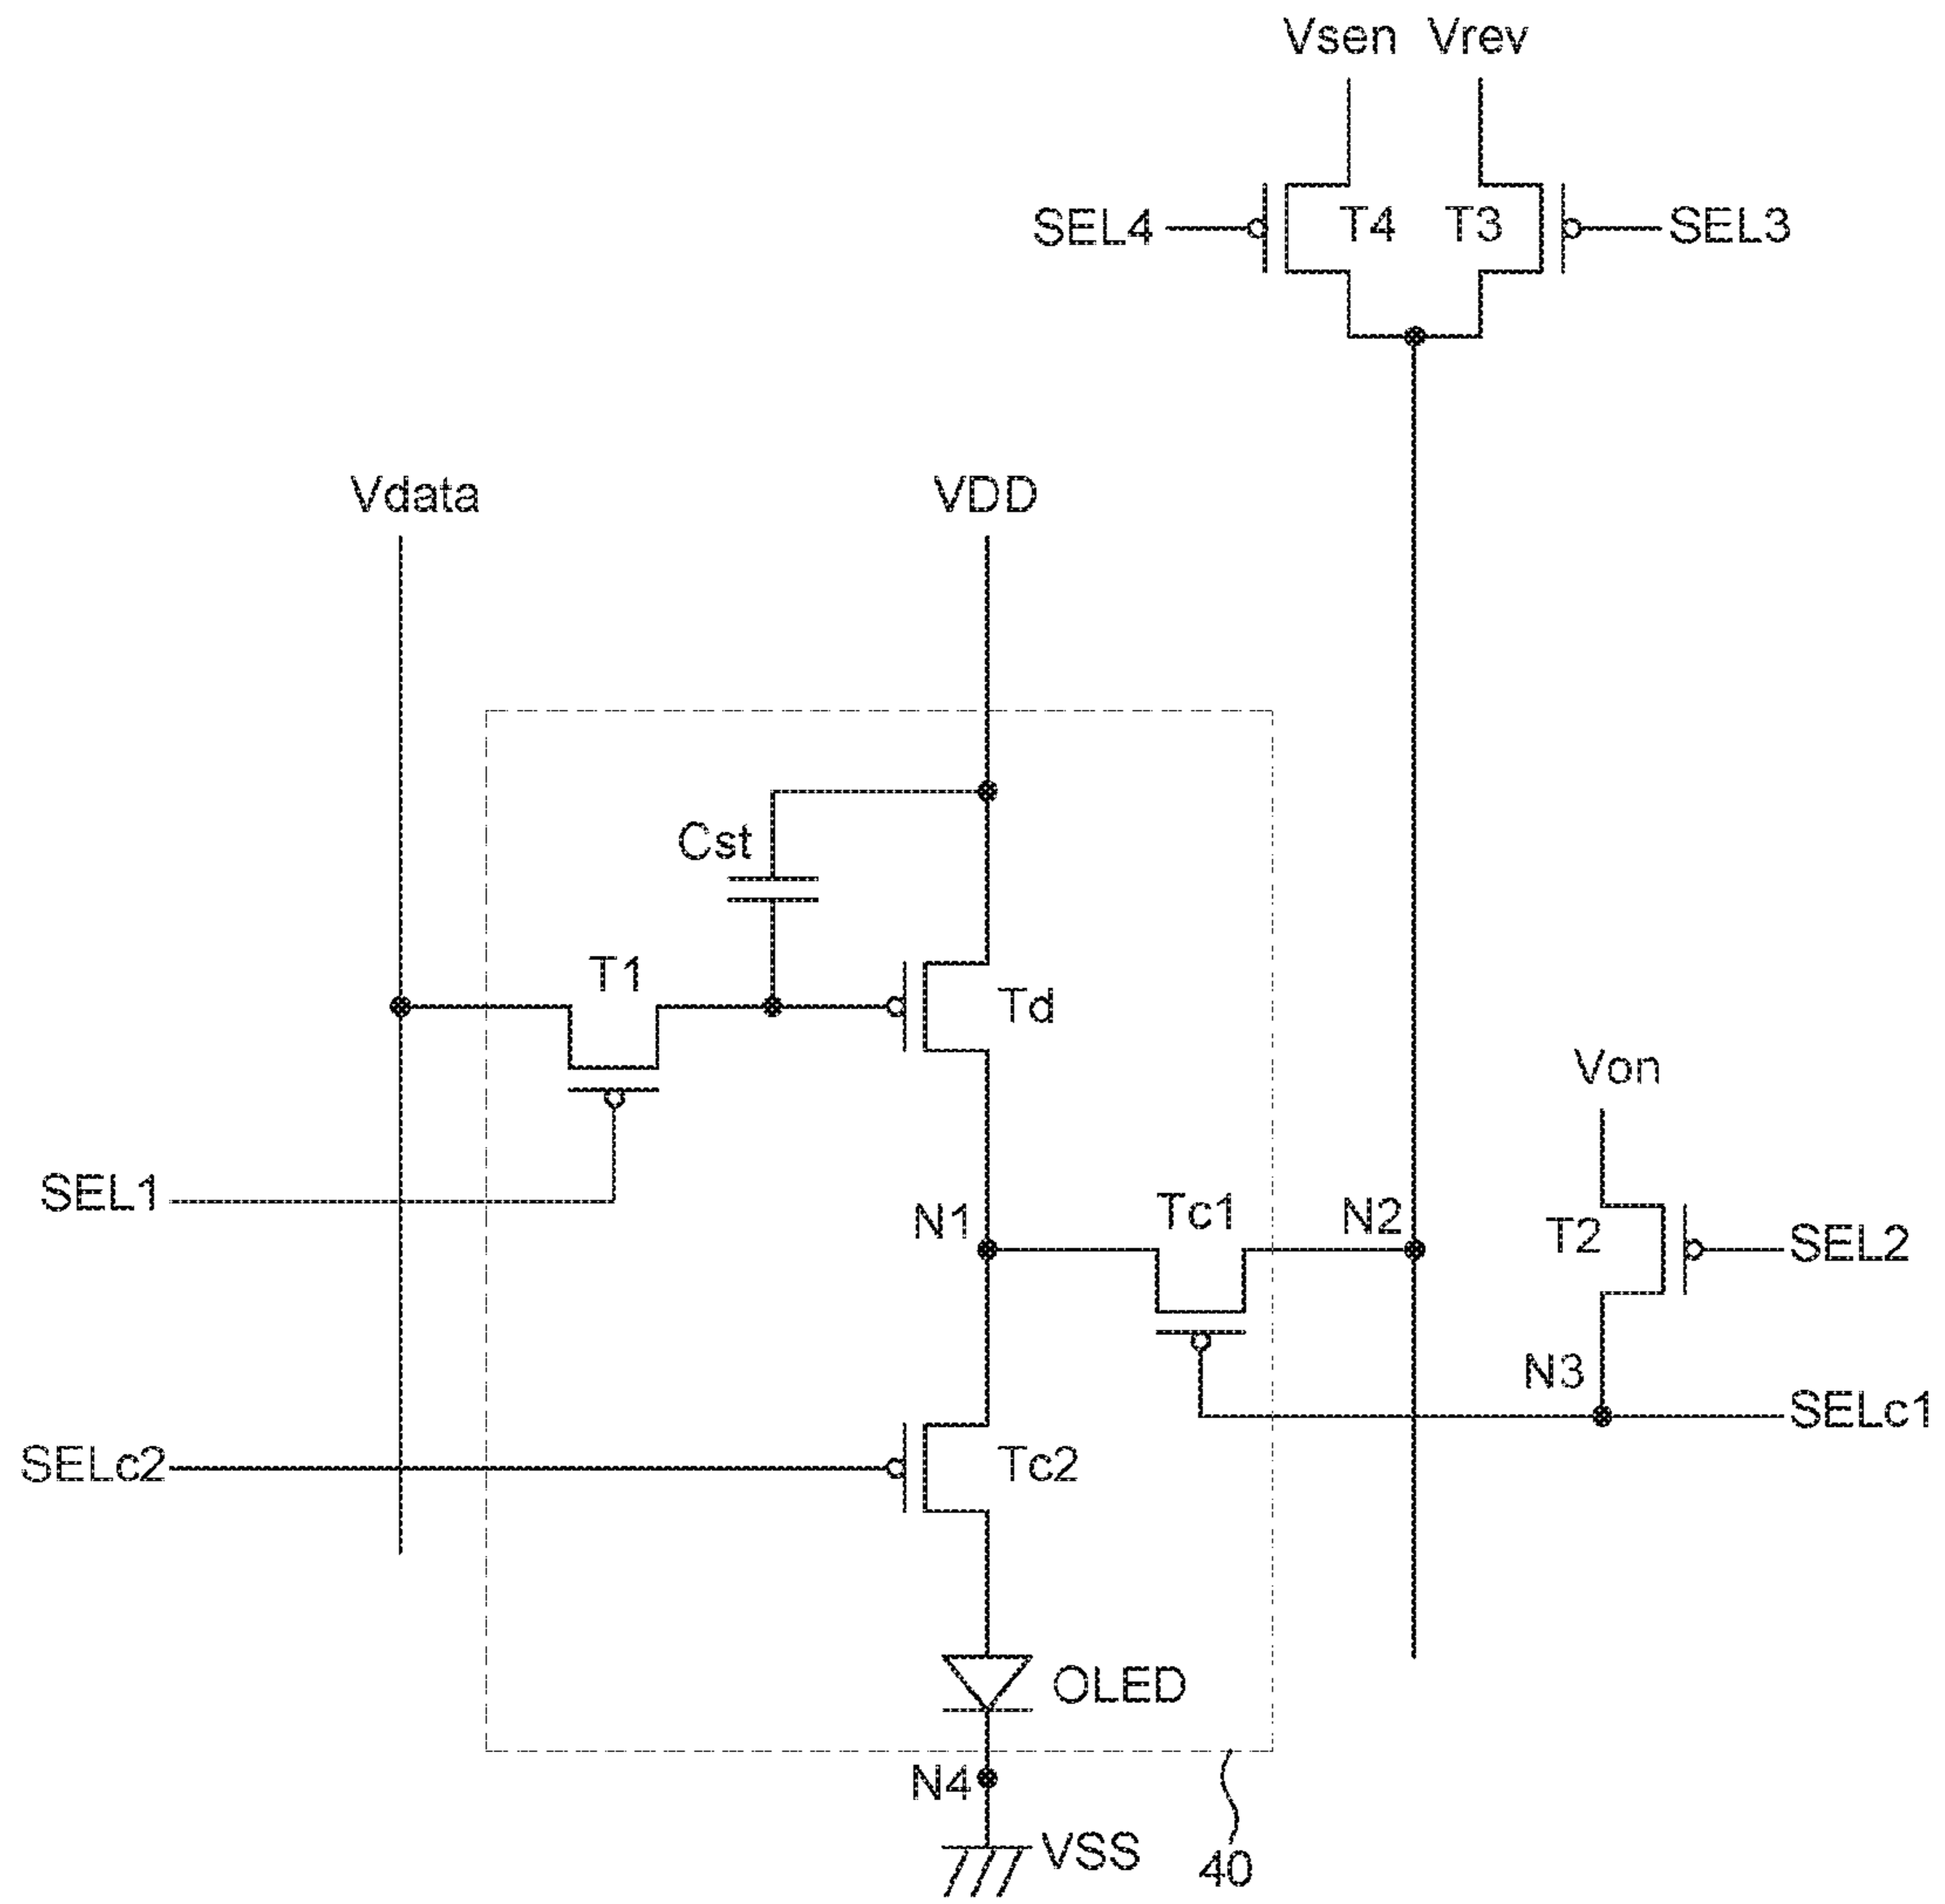 Vsen Vrev
SEL4 T4 T3 SEL3
Vdata VDD
Cst
T1 Td
Von
SEL1 N1 Tc1 N2 T2 SEL2
N3
SELc1
SELc2 Tc2
OLED
N4
VSS 40